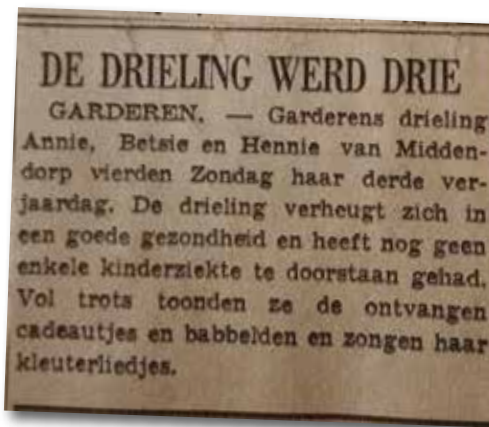 DE DRIELING WERD DRIE
GARDEREN. — Garderens drieling
Annie, Betsie en Hennie van Midden-
dorp vierden Zondag haar derde ver-
jaardag. De drieling verheugt zich in
een goede gezondheid en heeft nog geen
enkele kinderziekte te doorstaan gehad.
Vol trots toonden ze de ontvangen
cadeautjes en babbelden en zongen haar
kleuterliedjes.